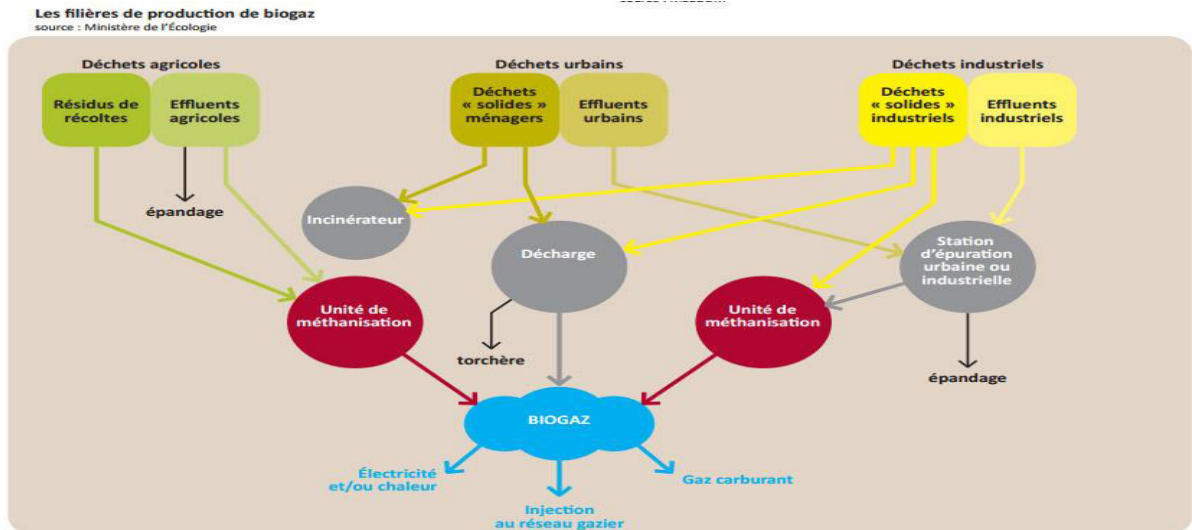 Les filières de production de biogaz
source : Ministère de l'Écologie
Déchets agricoles
Déchets urbains
Déchets industriels
Résidus de
récoltes
Effluents
agricoles
Déchets
« solides »
ménagers
Effluents
urbains
Déchets
« solides »
industriels
Effluents
industriels
épandage
Incinérateur
Décharge
Station
d'épuration
urbaine ou
industrielle
Unité de
méthanisation
Unité de
méthanisation
torchère
épandage
BIOGAZ
Électricité
et/ou chaleur
Injection
au réseau gazier
Gaz carburant